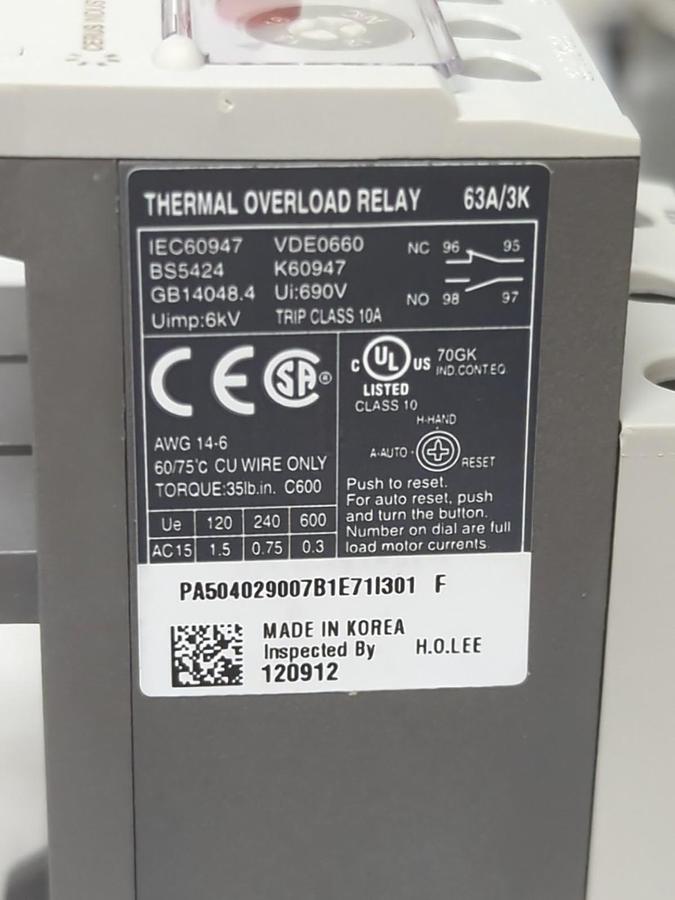 CERUS INDUS
THERMAL OVERLOAD RELAY 63A/3K
IEC60947 VDE0660 NC 96 95
BS5424 K60947
GB14048.4 Ui:690V NO 98 97
Uimp:6kV TRIP CLASS 10A
CE SA ® c UL us 70GK
IND.CONT.EQ.
LISTED
CLASS 10
H-HAND
AWG 14-6 A-AUTO RESET
60/75℃ CU WIRE ONLY
TORQUE:35lb.in. C600
Push to reset.
For auto reset, push
and turn the button.
Number on dial are full
load motor currents
Ue 120 240 600
AC15 1.5 0.75 0.3
PA504029007B1E71I301 F
MADE IN KOREA
Inspected By H.O.LEE
120912